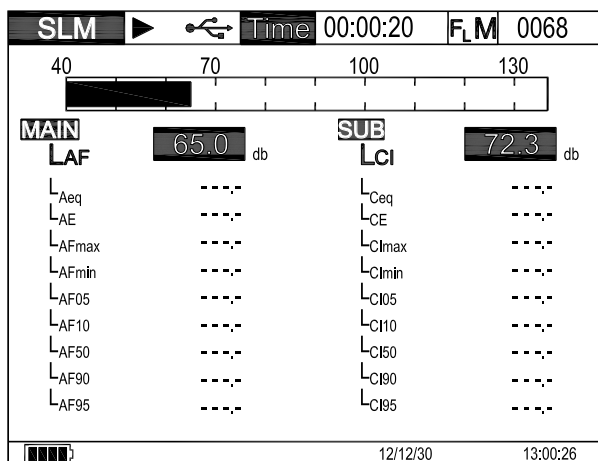 SLM Time 00:00:20 FLM 0068
40 70 100 130
MAIN SUB
LAF 65.0 db LCI 72.3 db
LAeq ---.- LCeq ---.-
LAE ---.- LCE ---.-
LAFmax ---.- LCImax ---.-
LAFmin ---.- LCImin ---.-
LAF05 ---.- LCI05 ---.-
LAF10 ---.- LCI10 ---.-
LAF50 ---.- LCI50 ---.-
LAF90 ---.- LCI90 ---.-
LAF95 ---.- LCI95 ---.-
12/12/30 13:00:26